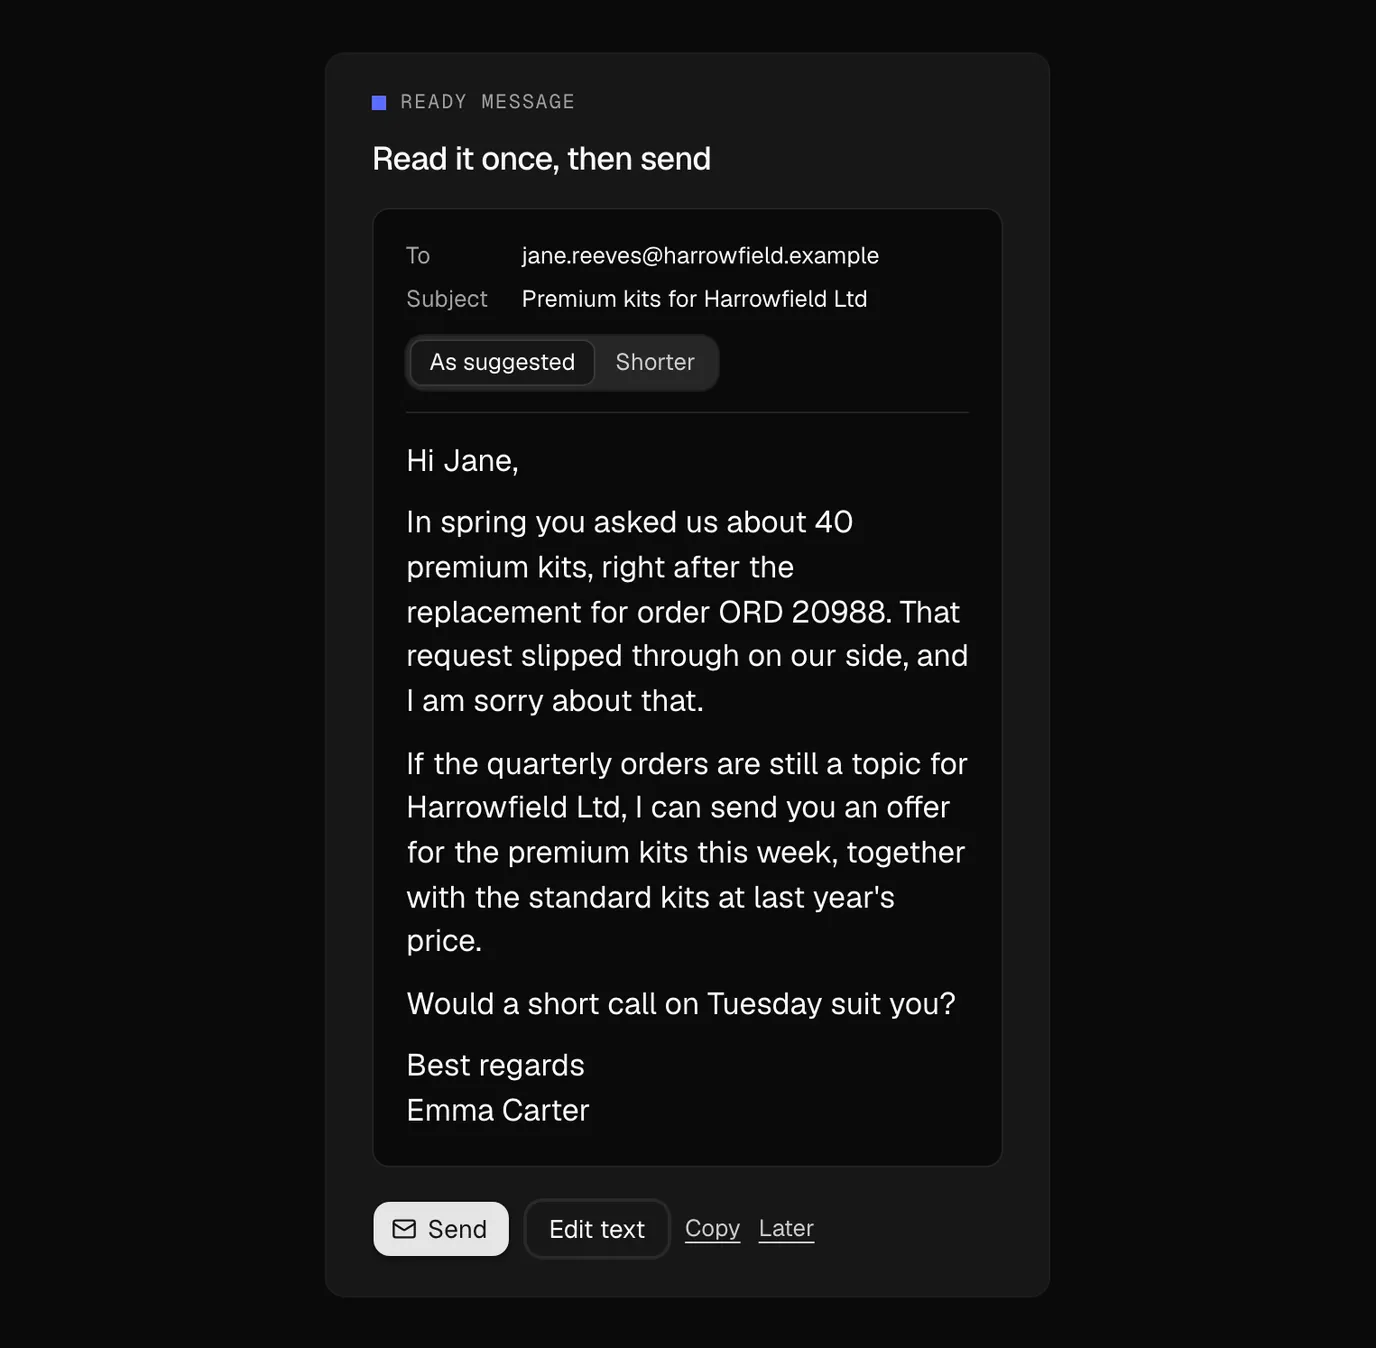 READY MESSAGE
Read it once, then send
To jane.reeves@harrowfield.example
Subject Premium kits for Harrowfield Ltd
As suggested Shorter
Hi Jane,
In spring you asked us about 40
premium kits, right after the
replacement for order ORD 20988. That
request slipped through on our side, and
I am sorry about that.
If the quarterly orders are still a topic for
Harrowfield Ltd, I can send you an offer
for the premium kits this week, together
with the standard kits at last year's
price.
Would a short call on Tuesday suit you?
Best regards
Emma Carter
Send Edit text Copy Later